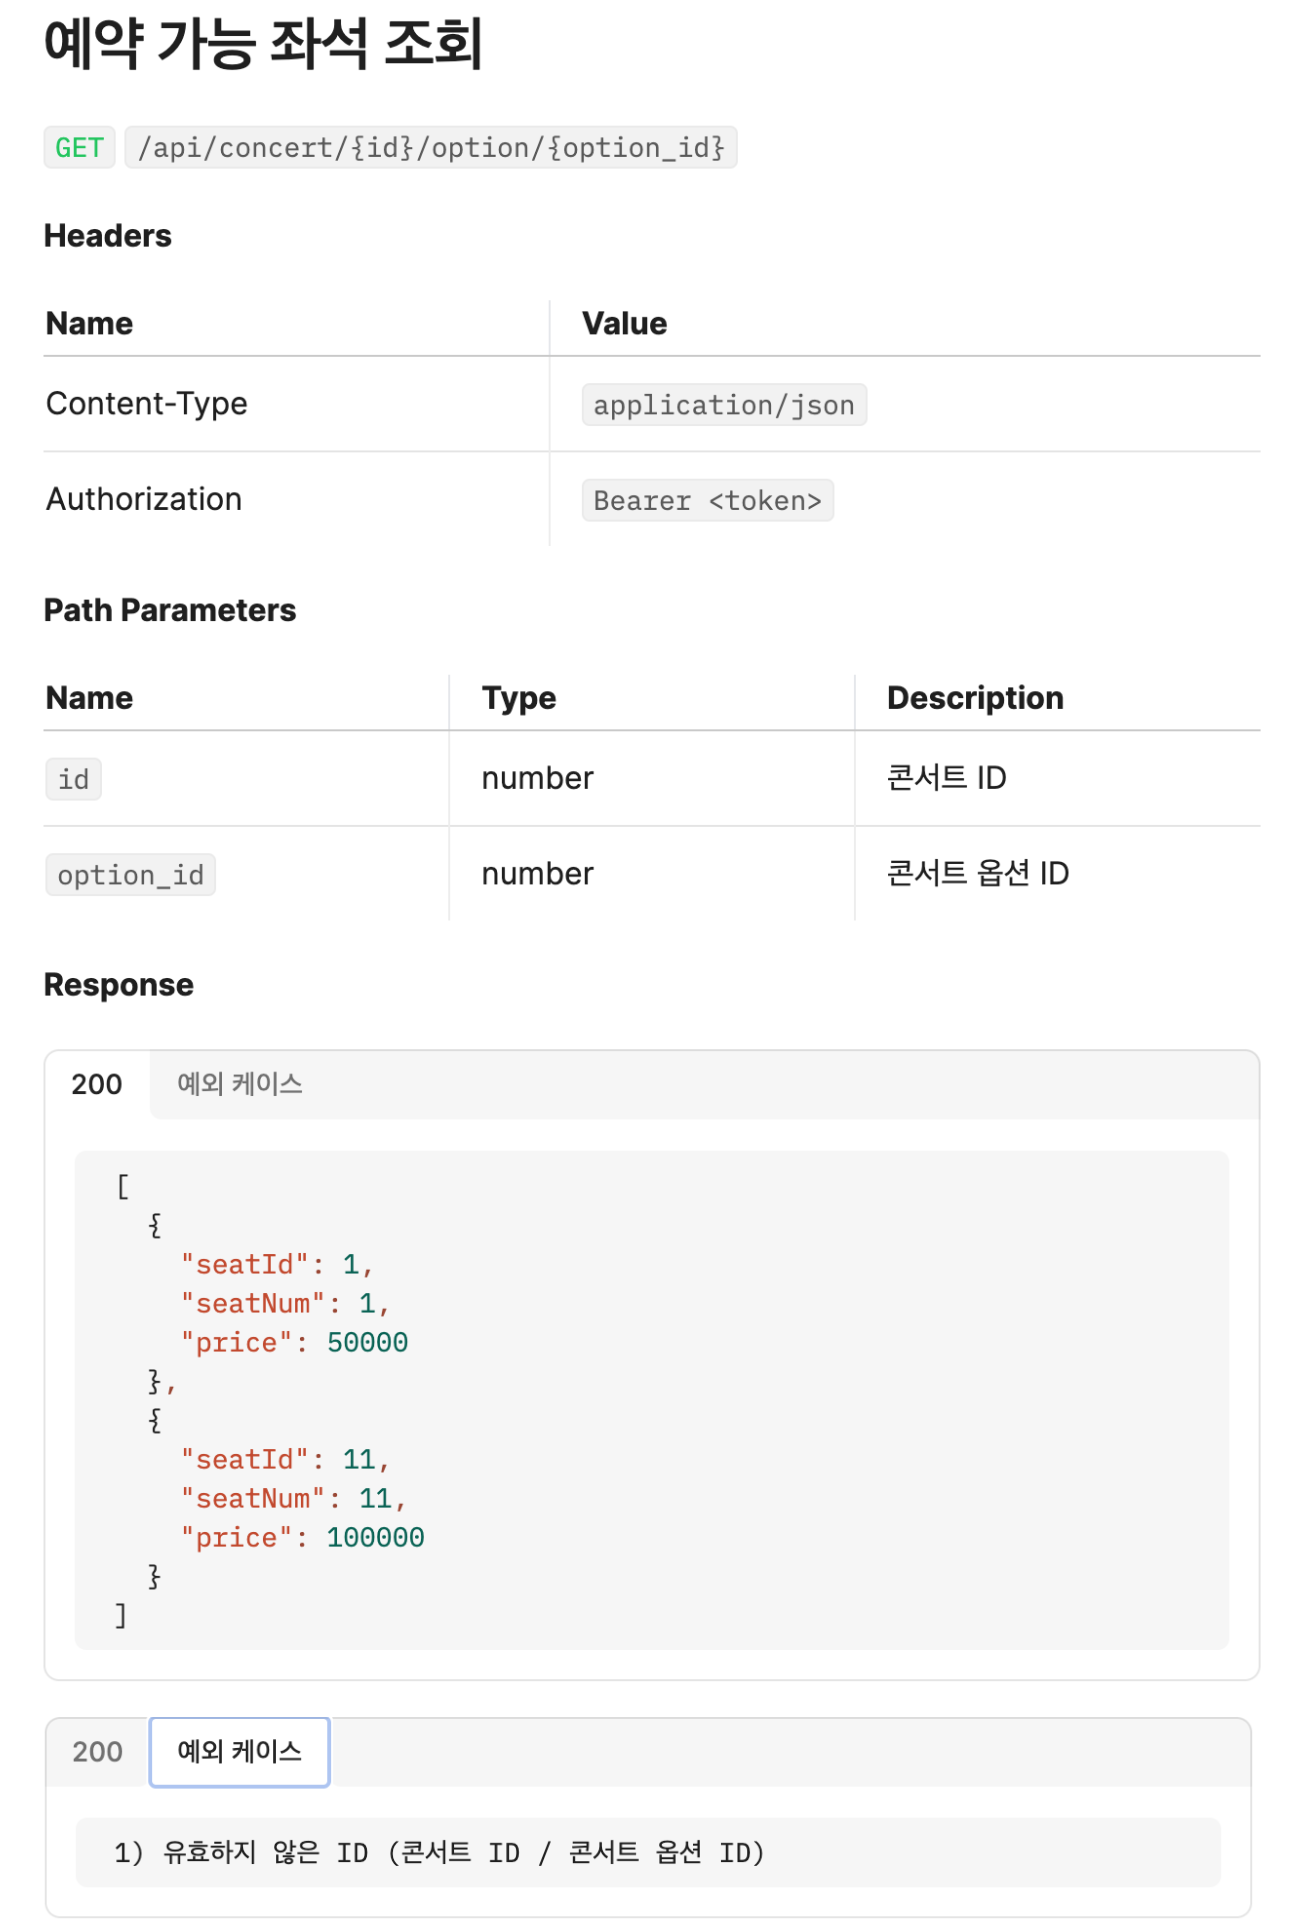 예약 가능 좌석 조회
GET /api/concert/{id}/option/{option_id}
Headers
Name Value
Content-Type application/json
Authorization Bearer <token>
Path Parameters
Name Type Description
id number 콘서트 ID
option_id number 콘서트 옵션 ID
Response
200 예외 케이스
[
{
"seatId": 1,
"seatNum": 1,
"price": 50000
},
{
"seatId": 11,
"seatNum": 11,
"price": 100000
}
]
200 예외 케이스
1) 유효하지 않은 ID (콘서트 ID / 콘서트 옵션 ID)